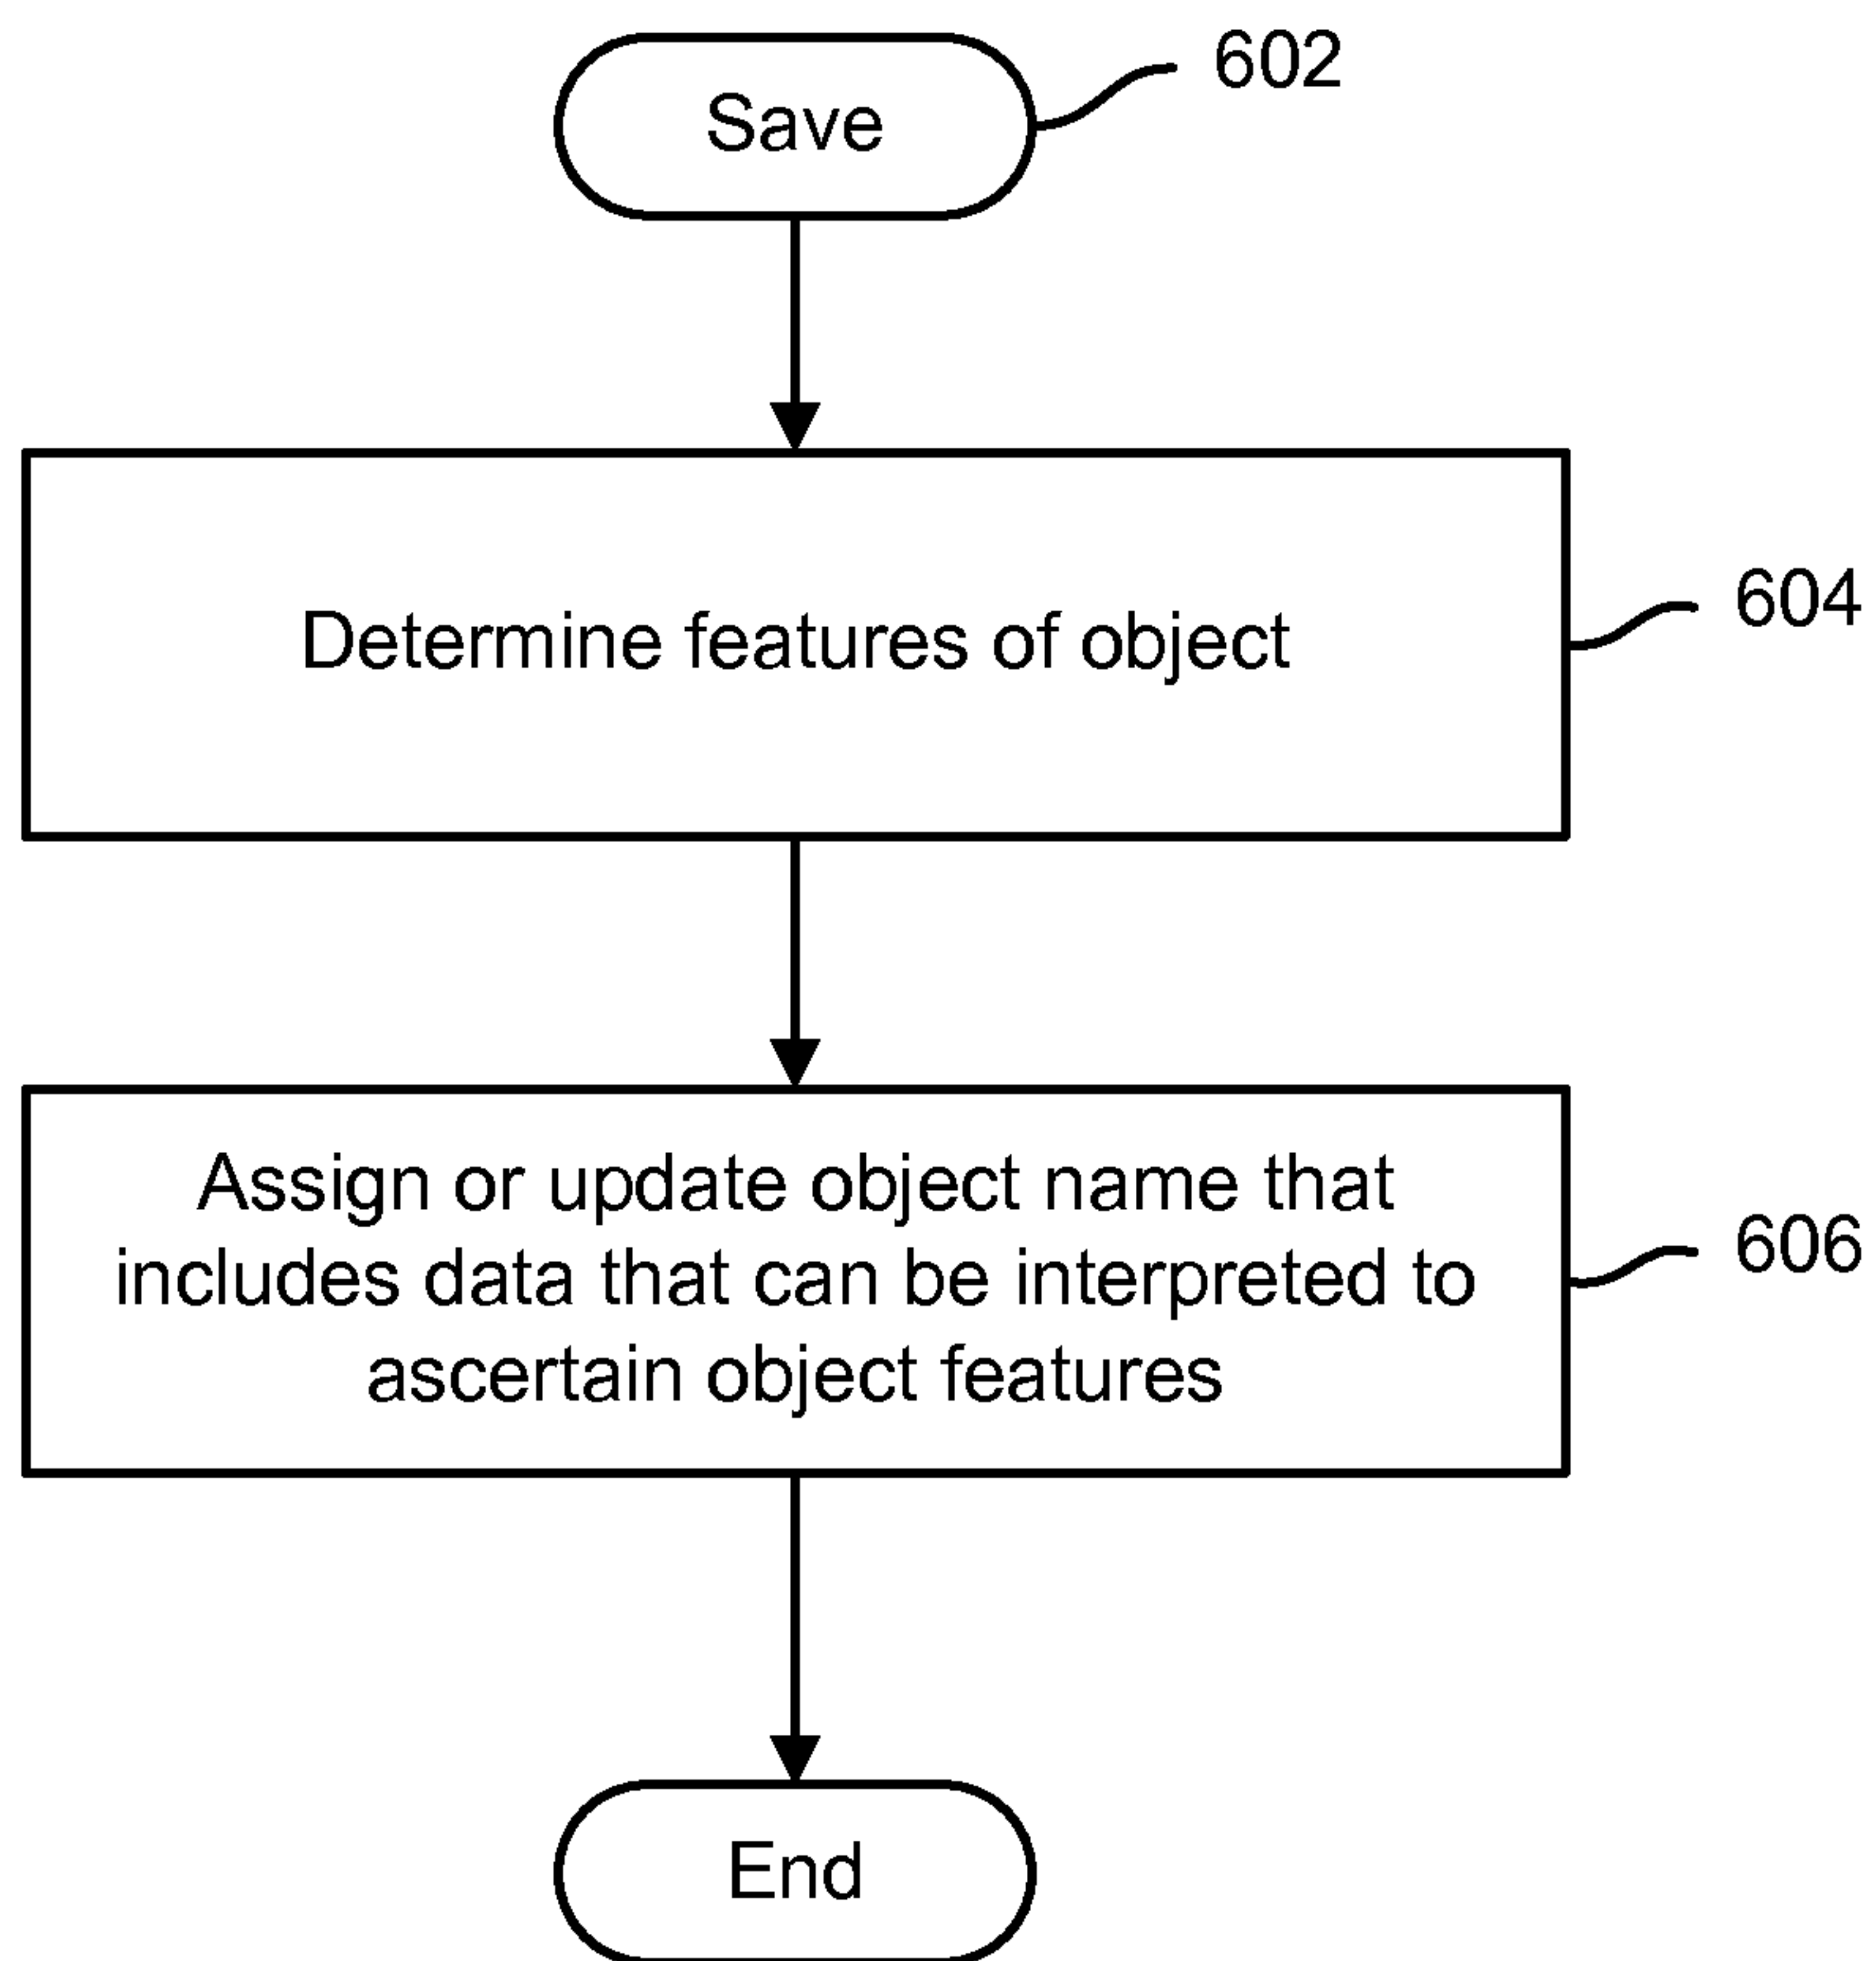 Save
602
Determine features of object
604
Assign or update object name that
includes data that can be interpreted to
ascertain object features
606
End